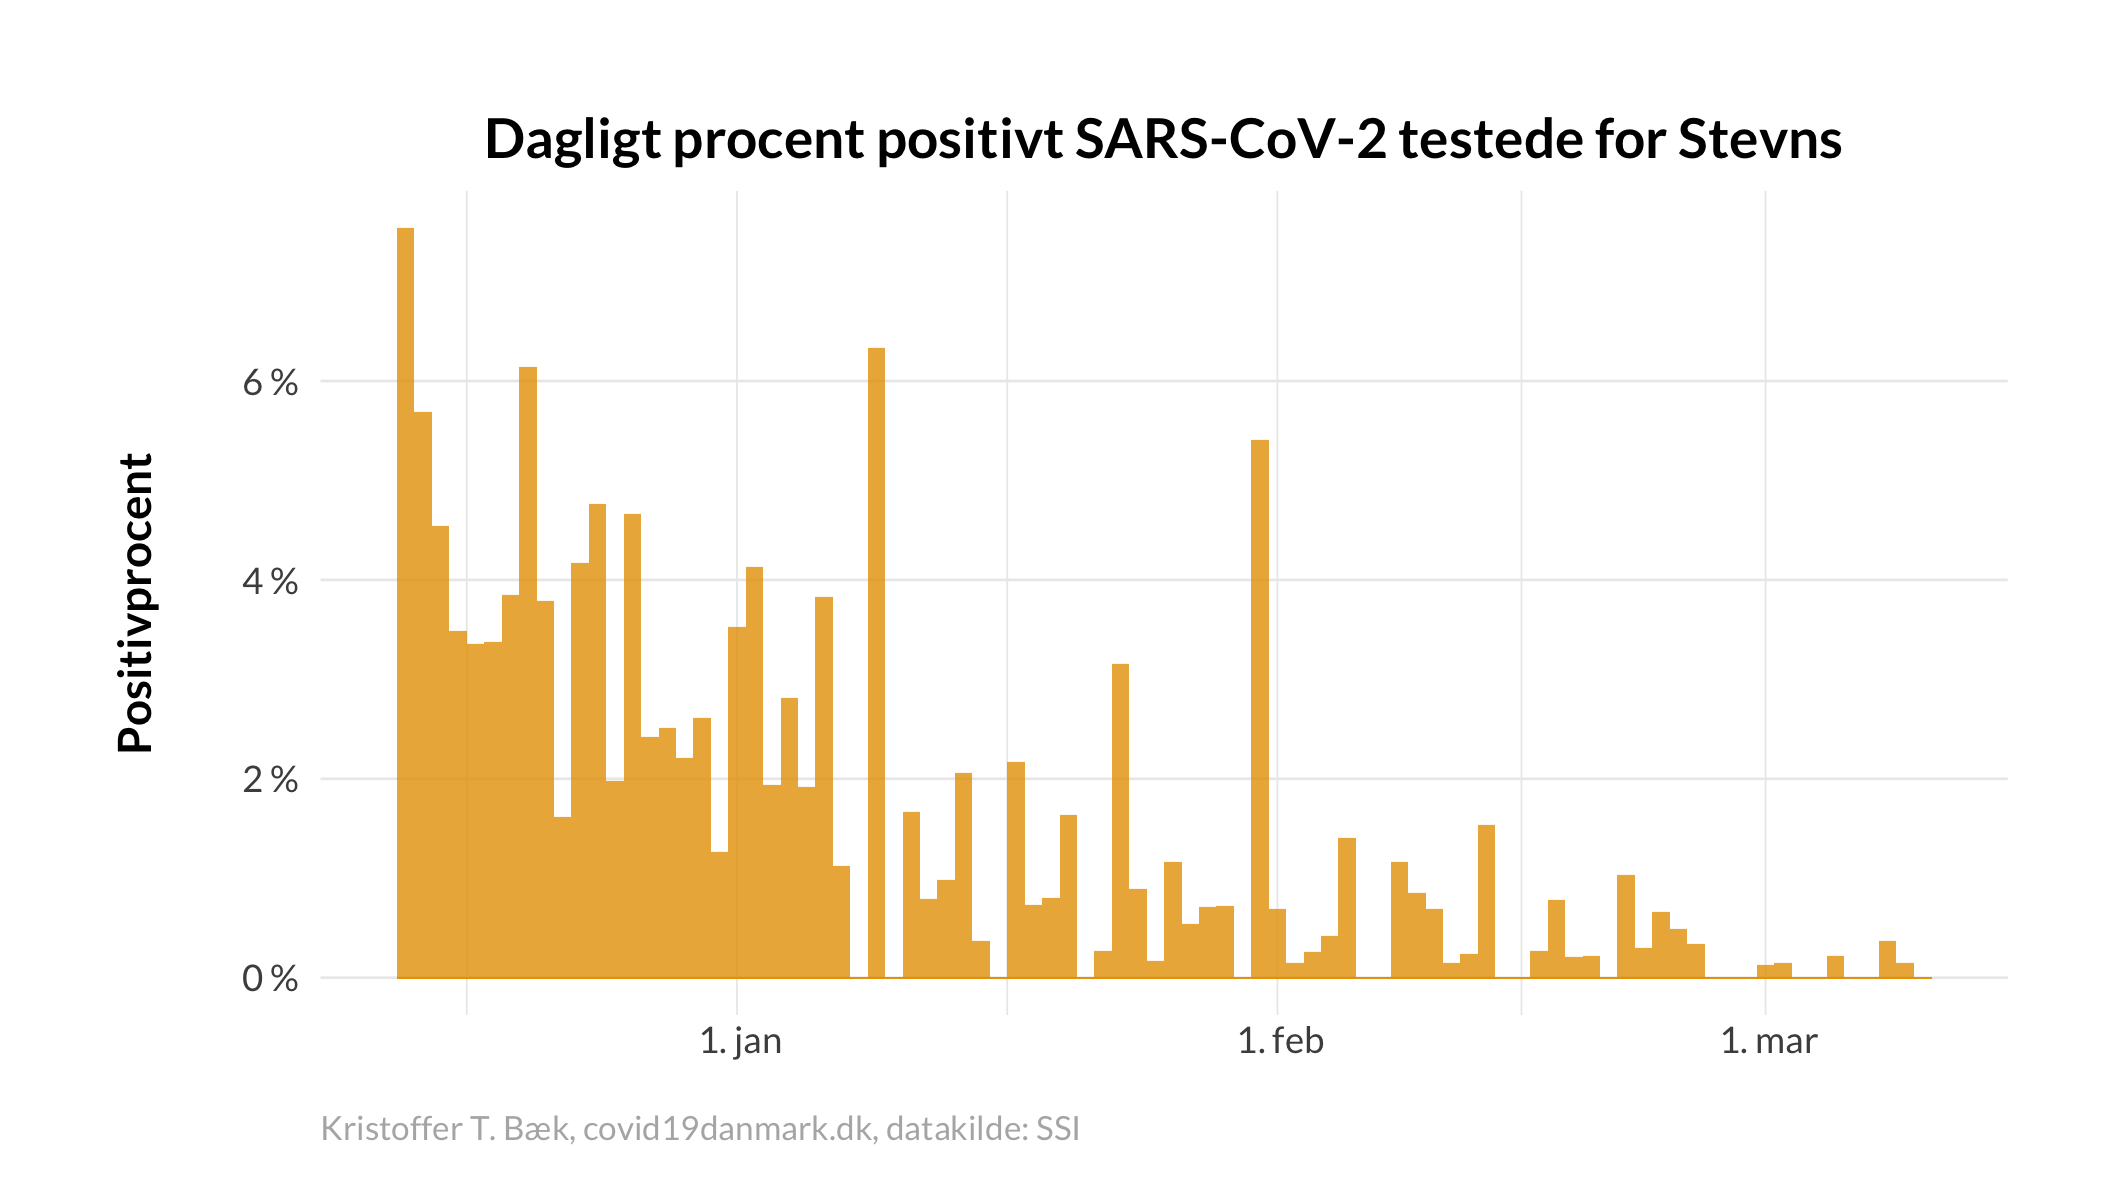 Dagligt procent positivt SARS-CoV-2 testede for Stevns
Positivprocent
6 %
4 %
2 %
0 %
1. jan
1. feb
1. mar
Kristoffer T. Bæk, covid19danmark.dk, datakilde: SSI